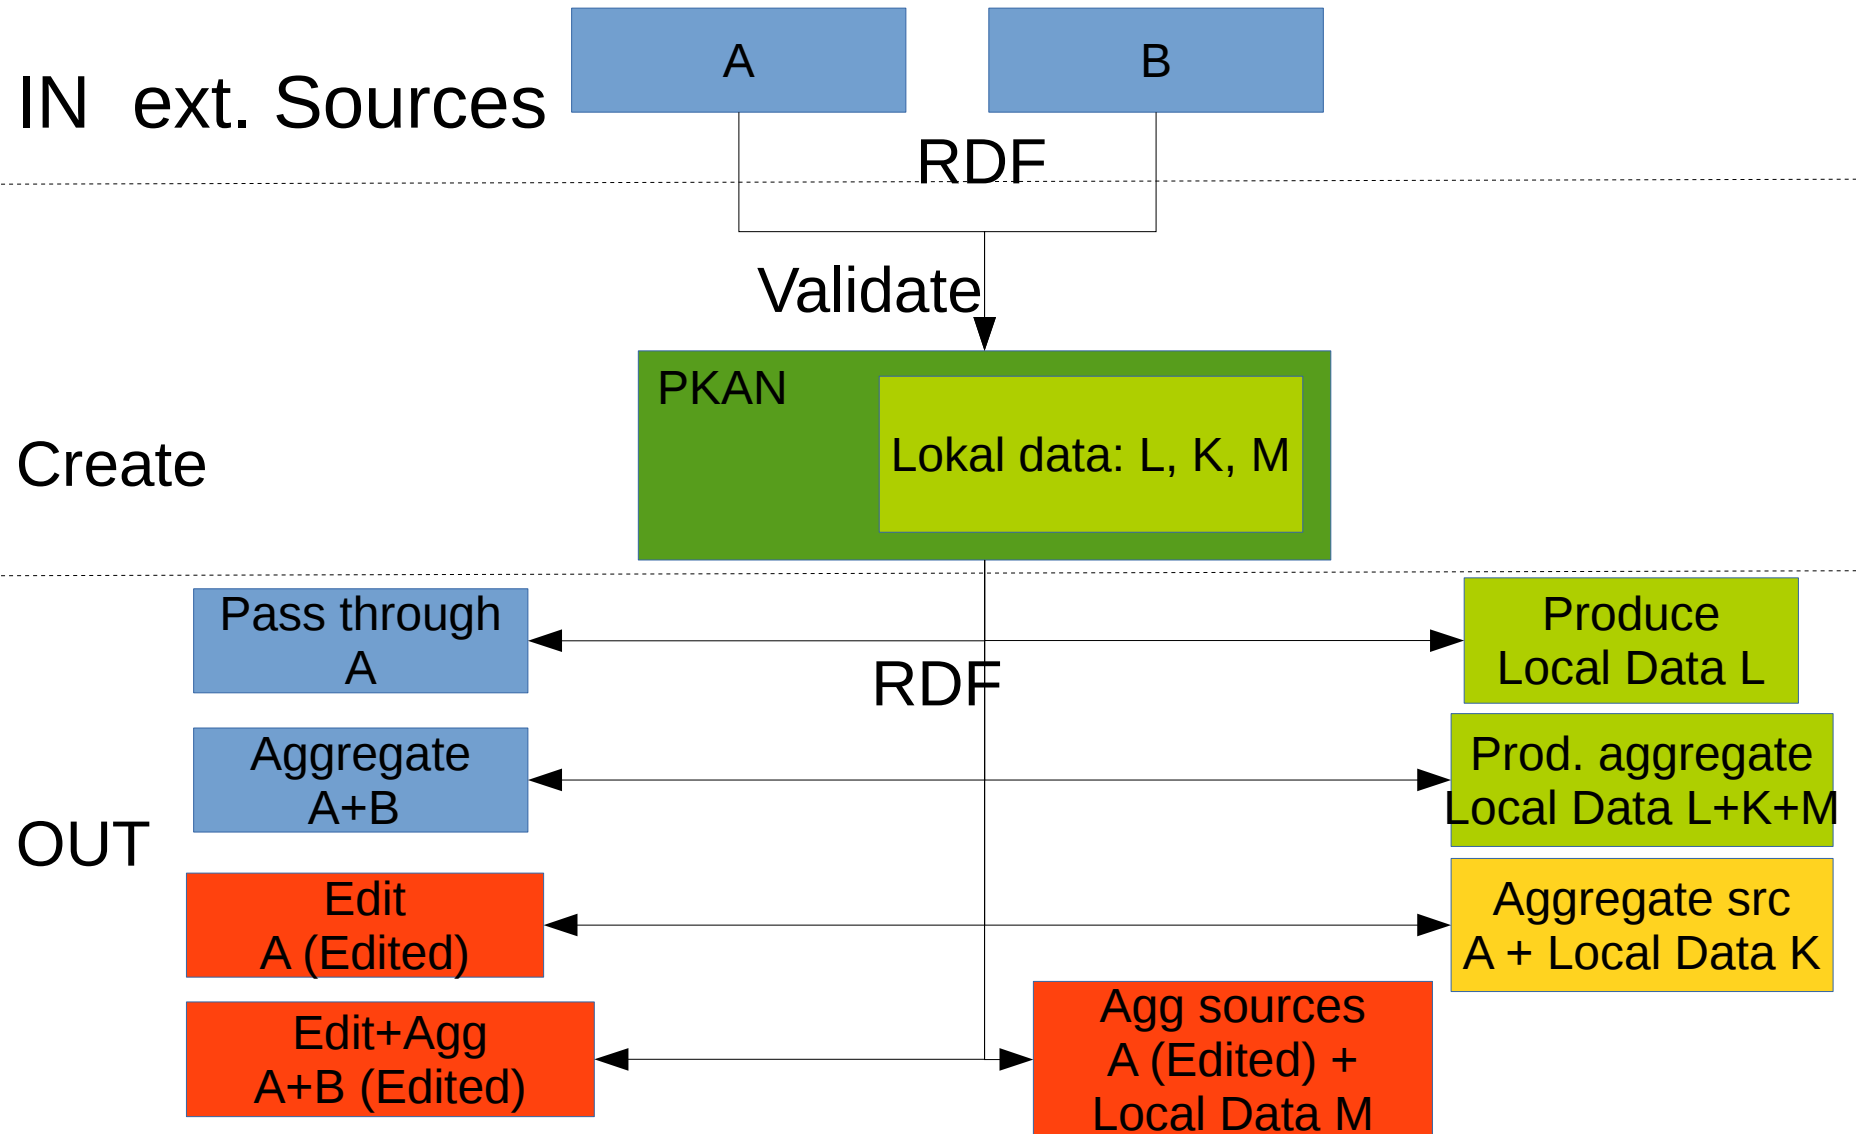 A
B
IN  ext. Sources
RDF
Validate
PKAN
Lokal data: L, K, M
Create
Pass through
A
Produce
Local Data L
RDF
Aggregate
A+B
Prod. aggregate
Local Data L+K+M
OUT
Edit
A (Edited)
Aggregate src
A + Local Data K
Edit+Agg
A+B (Edited)
Agg sources
A (Edited) +
Local Data M